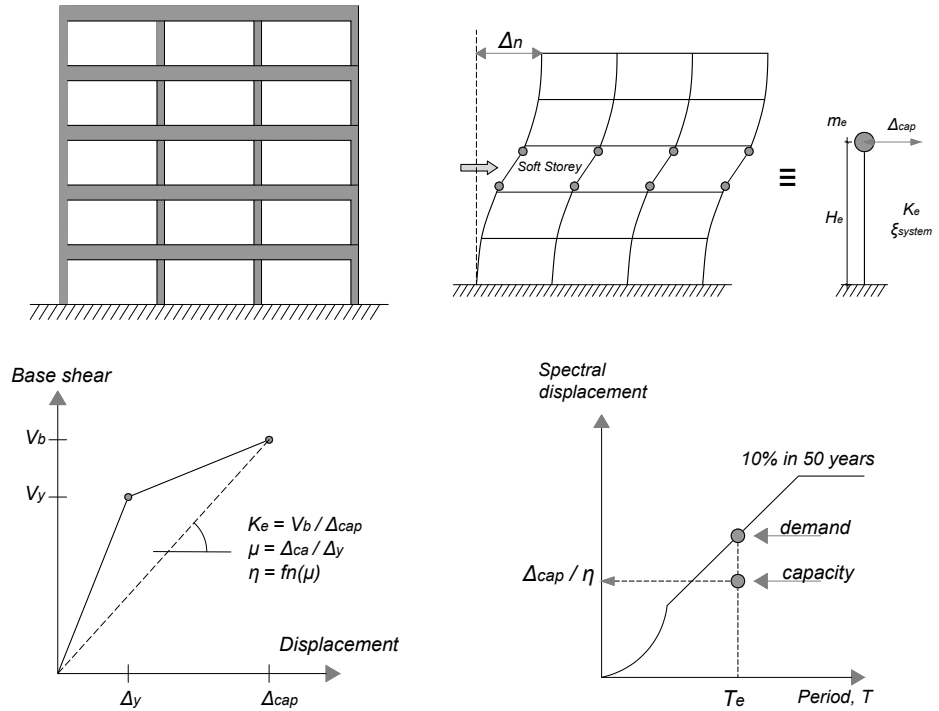 Δn
Soft Storey
≡
me
Δcap
He
Ke
ξsystem
Base shear
Vb
Vy
Ke = Vb / Δcap
μ = Δca / Δy
η = fn(μ)
Displacement
Δy
Δcap
Spectral
displacement
10% in 50 years
demand
Δcap / η
capacity
Te
Period, T